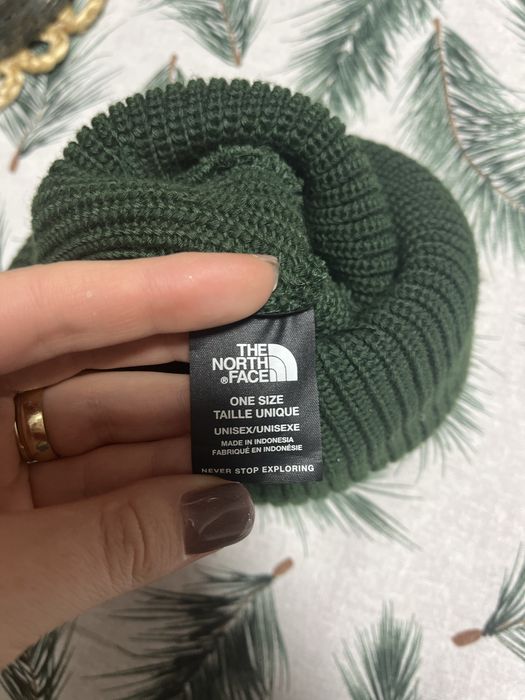 THE
NORTH
®FACE
ONE SIZE
TAILLE UNIQUE
UNISEX/UNISEXE
MADE IN INDONESIA
FABRIQUÉ EN INDONÉSIE
NEVER STOP EXPLORING